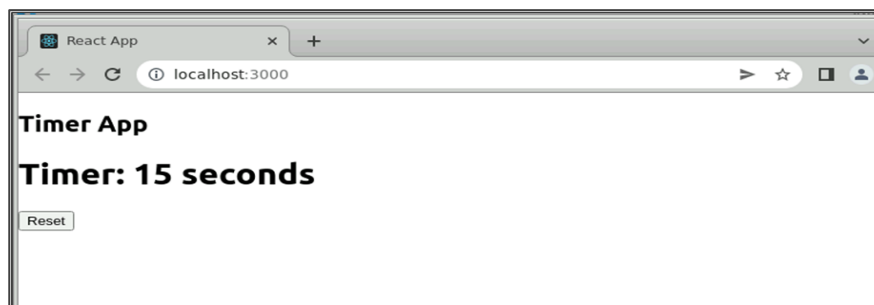 React App
localhost:3000
Timer App
Timer: 15 seconds
Reset